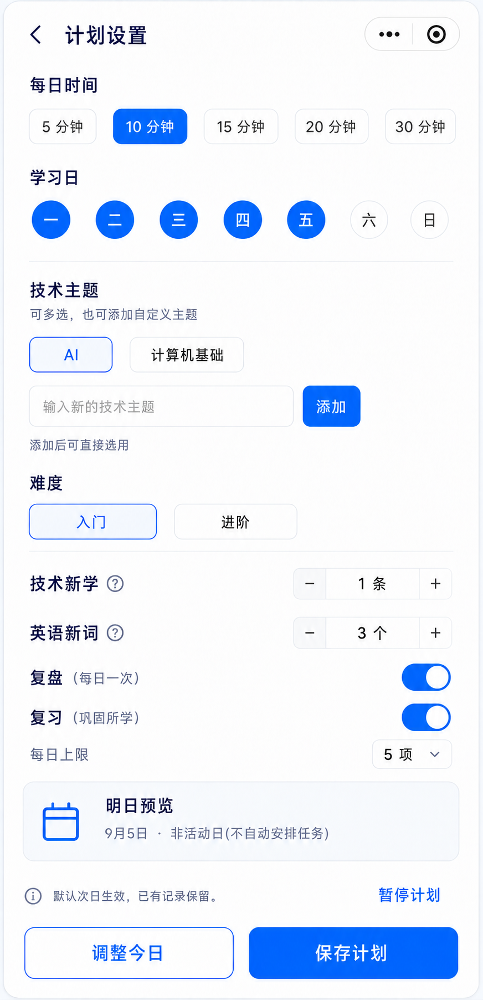 计划设置
每日时间
5 分钟 10 分钟 15 分钟 20 分钟 30 分钟
学习日
一 二 三 四 五 六 日
技术主题
可多选，也可添加自定义主题
AI 计算机基础
输入新的技术主题 添加
添加后可直接选用
难度
入门 进阶
技术新学 ? − 1 条 +
英语新词 ? − 3 个 +
复盘 (每日一次)
复习 (巩固所学)
每日上限 5 项
明日预览
9月5日 · 非活动日(不自动安排任务)
默认次日生效，已有记录保留。 暂停计划
调整今日 保存计划